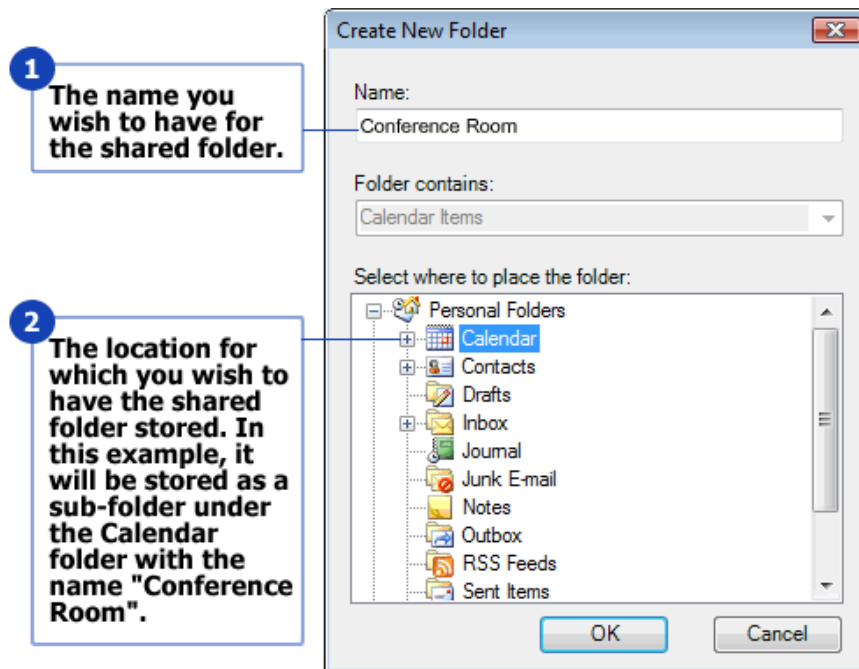 Create New Folder
1
The name you
wish to have for
the shared folder.
Name:
Conference Room
Folder contains:
Calendar Items
Select where to place the folder:
2
The location for
which you wish to
have the shared
folder stored. In
this example, it
will be stored as a
sub-folder under
the Calendar
folder with the
name "Conference
Room".
Personal Folders
Calendar
Contacts
Drafts
Inbox
Journal
Junk E-mail
Notes
Outbox
RSS Feeds
Sent Items
OK
Cancel